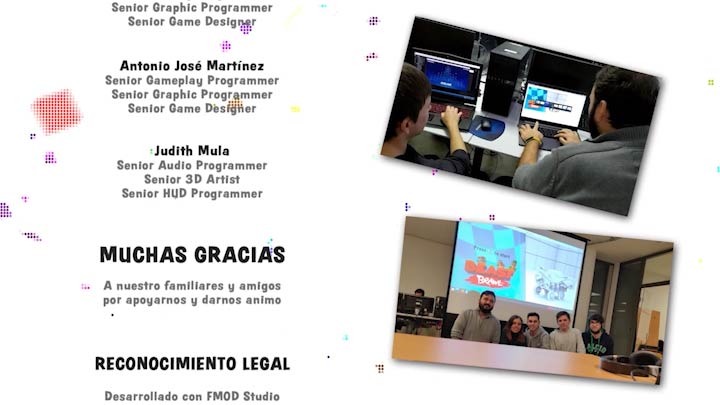 Senior Graphic Programmer
Senior Game Designer
Antonio José Martínez
Senior Gameplay Programmer
Senior Graphic Programmer
Senior Game Designer
Judith Mula
Senior Audio Programmer
Senior 3D Artist
Senior HUD Programmer
MUCHAS GRACIAS
A nuestro familiares y amigos
por apoyarnos y darnos animo
RECONOCIMIENTO LEGAL
Desarrollado con FMOD Studio
BEAST
BRAWL